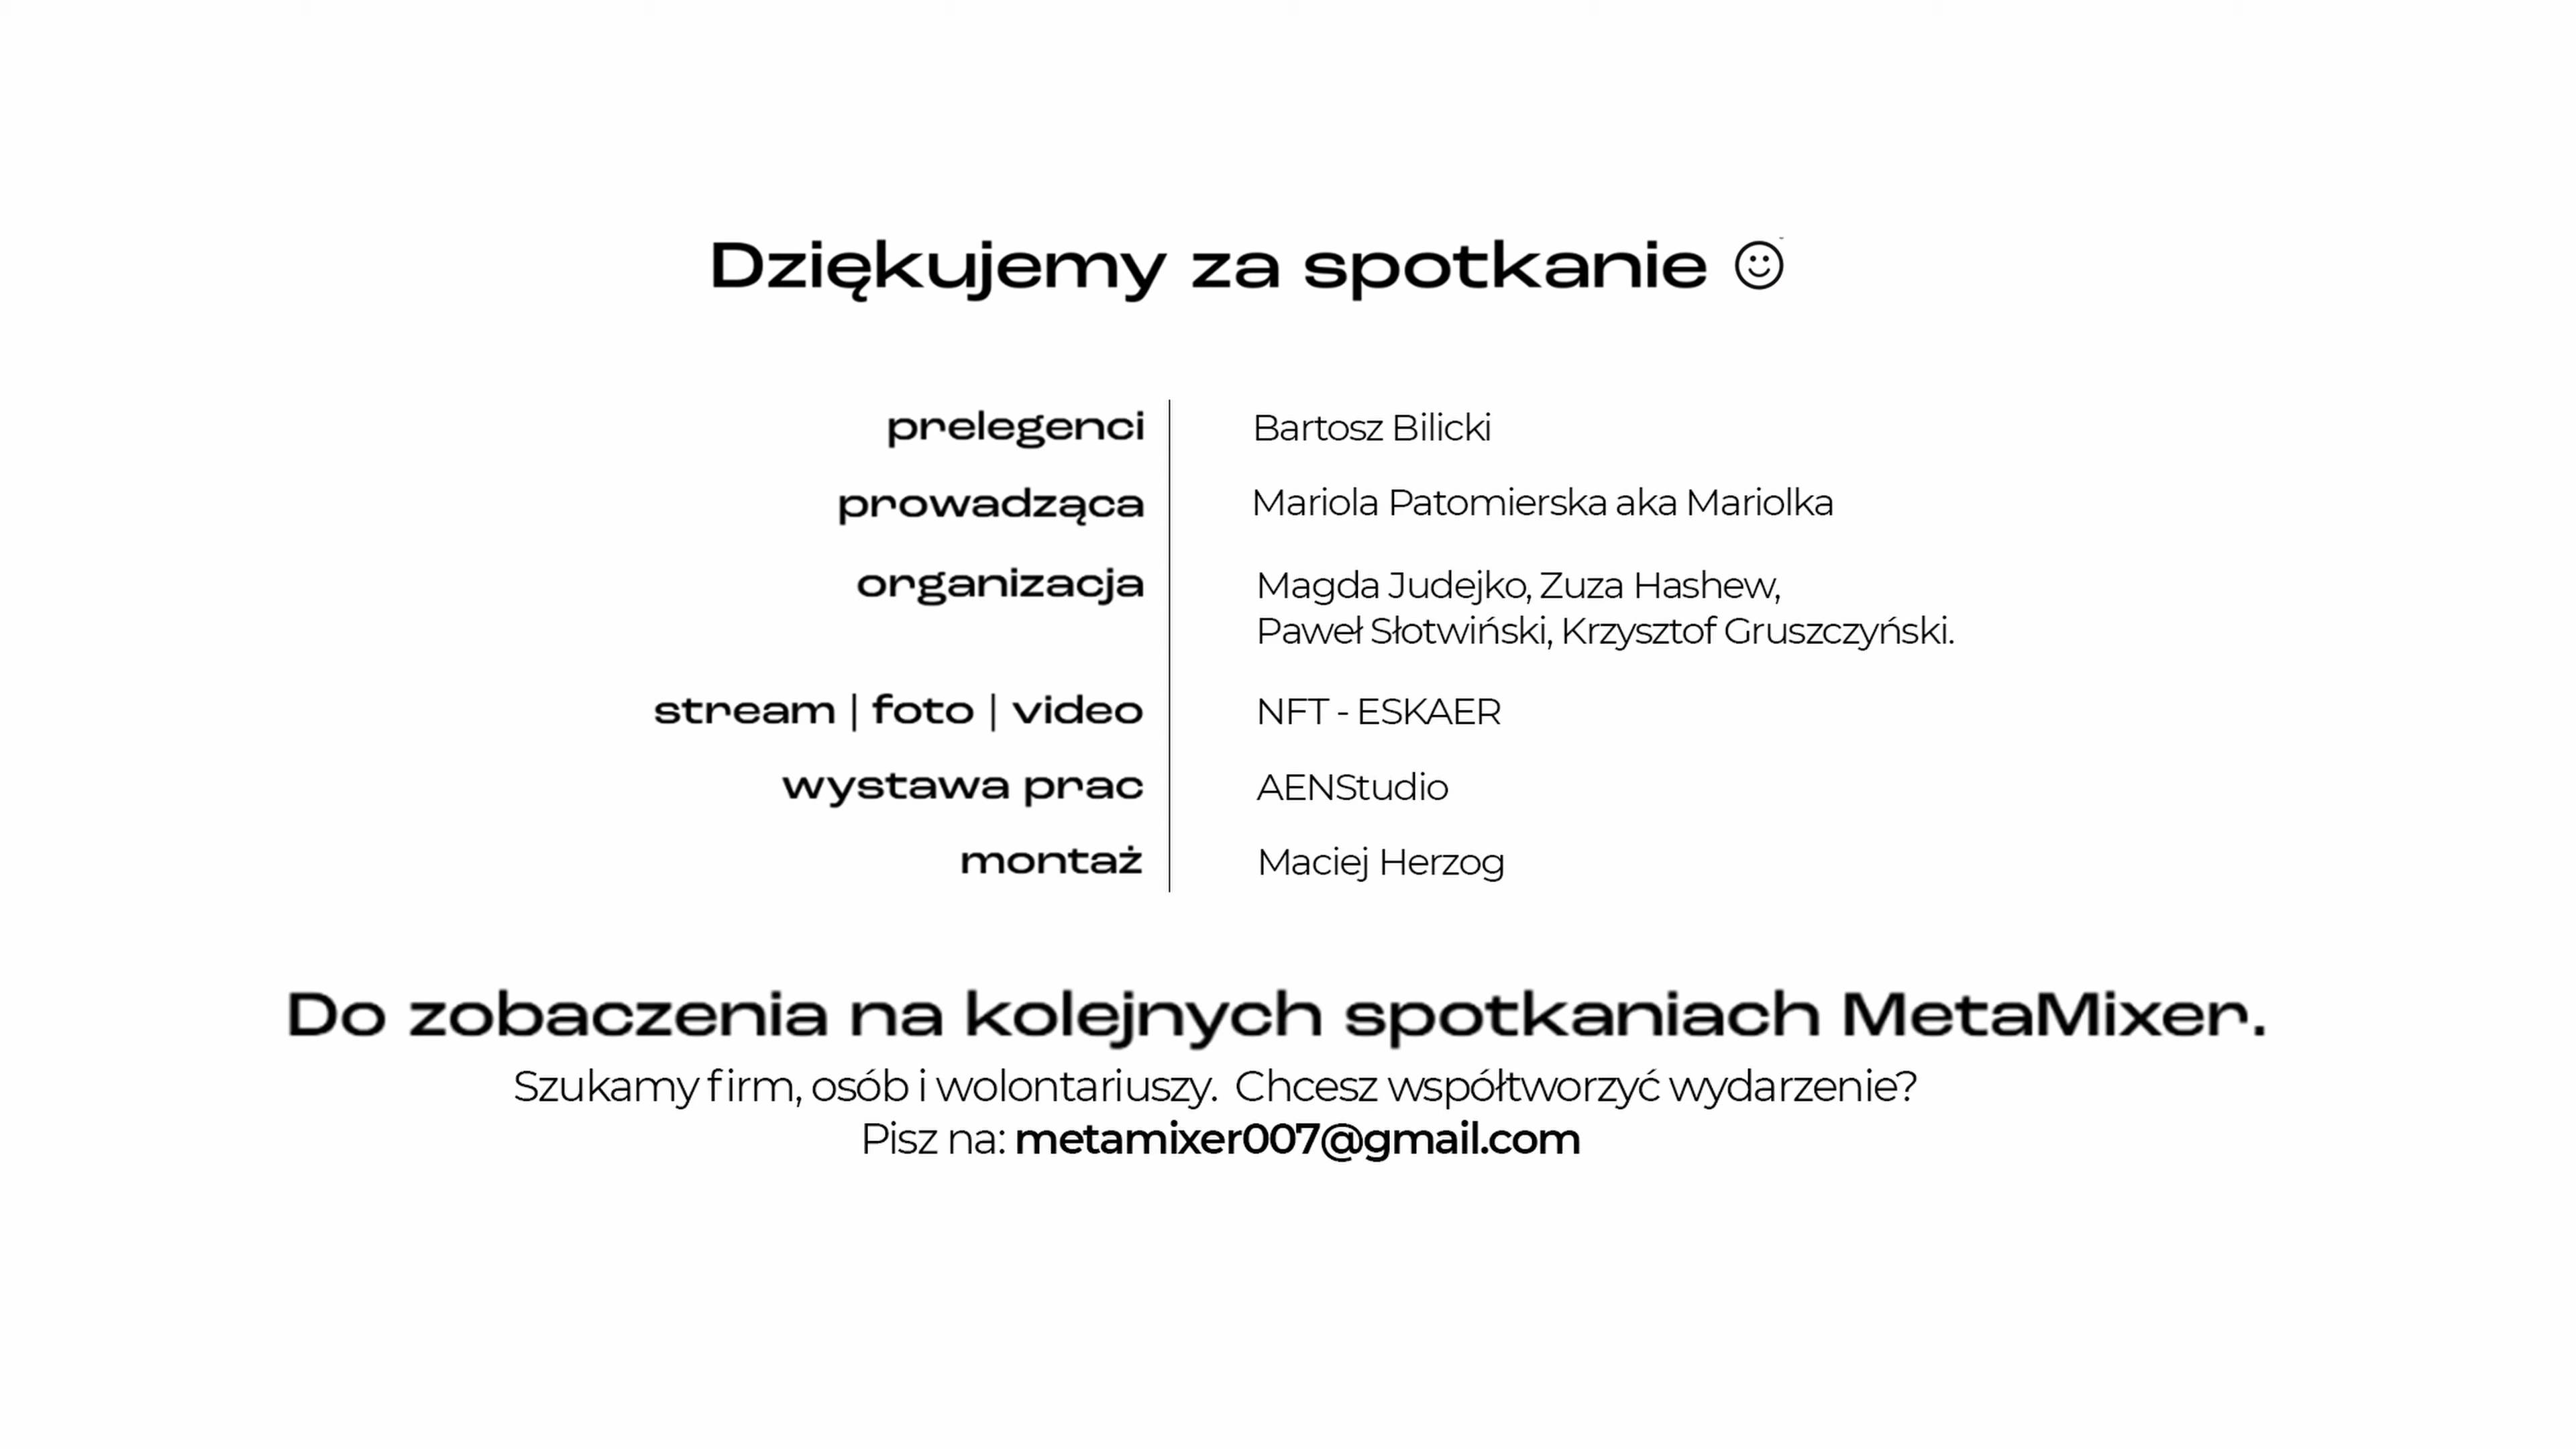 Dziękujemy za spotkanie ☺
prelegenci Bartosz Bilicki
prowadząca Mariola Patomierska aka Mariolka
organizacja Magda Judejko, Zuza Hashew,
Paweł Słotwiński, Krzysztof Gruszczyński.
stream | foto | video NFT - ESKAER
wystawa prac AENStudio
montaż Maciej Herzog
Do zobaczenia na kolejnych spotkaniach MetaMixer.
Szukamy firm, osób i wolontariuszy. Chcesz współtworzyć wydarzenie?
Pisz na: metamixer007@gmail.com